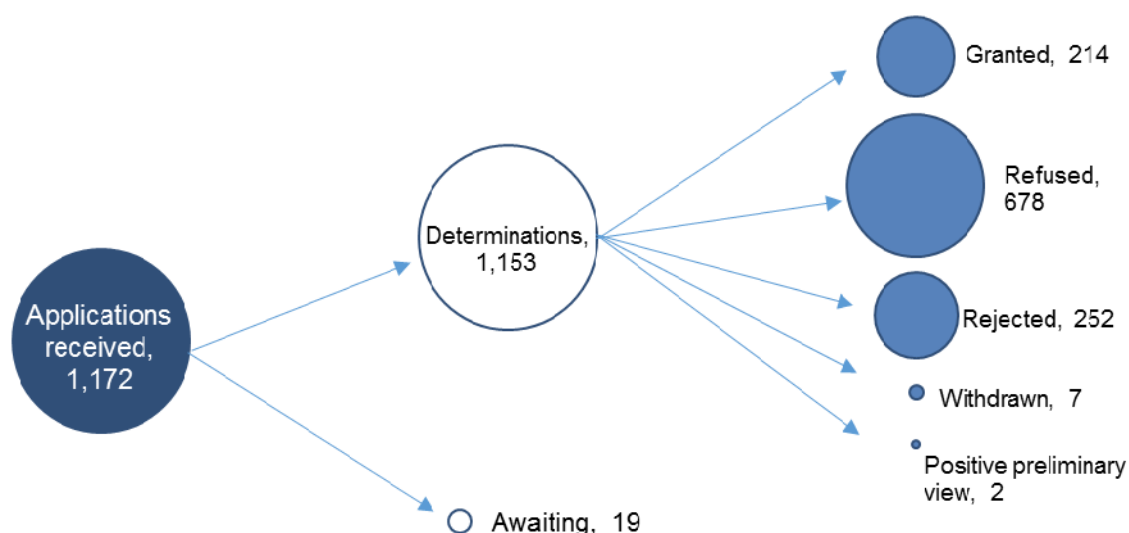 Applications
received,
1,172
Determinations,
1,153
Awaiting, 19
Granted, 214
Refused,
678
Rejected, 252
Withdrawn, 7
Positive preliminary
view, 2